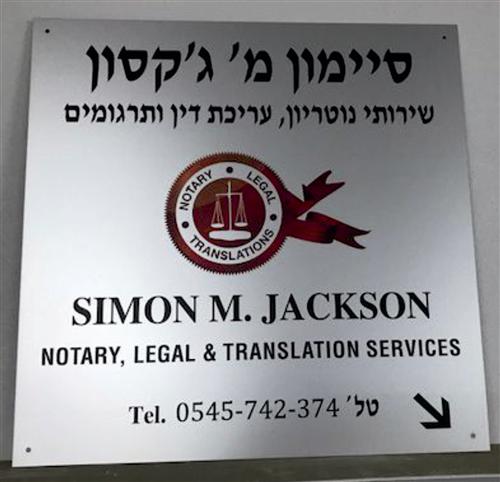 סיימון מ' ג'קסון
שירותי נוטריון, עריכת דין ותרגומים
NOTARY • LEGAL • TRANSLATIONS •
SIMON M. JACKSON
NOTARY, LEGAL & TRANSLATION SERVICES
Tel. 0545-742-374 טל'